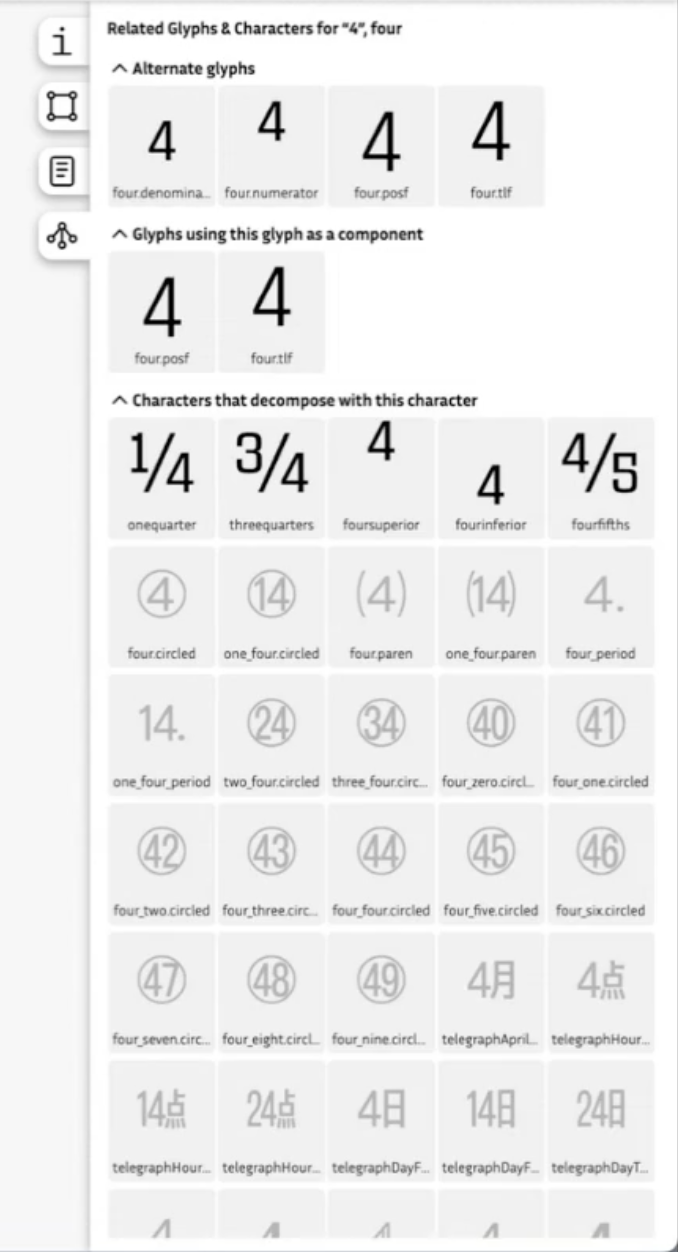 i
Related Glyphs & Characters for “4”, four
Alternate glyphs
4 4 4 4
four.denomina... four.numerator four.posf four.tlf
Glyphs using this glyph as a component
4 4
four.posf four.tlf
Characters that decompose with this character
1/4 3/4 4 4 4/5
onequarter threequarters foursuperior fourinferior fourfifths
④ ⑭ (4) (14) 4.
four.circled one_four.circled four.paren one_four.paren four_period
14. ㉔ ㉞ ㊵ ㊶
one_four_period two_four.circled three_four.circ... four_zero.circl... four_one.circled
㊷ ㊸ ㊹ ㊺ ㊻
four_two.circled four_three.circ... four_four.circled four_five.circled four_six.circled
㊼ ㊽ ㊾ 4月 4点
four_seven.circ... four_eight.circl... four_nine.circl... telegraphApril... telegraphHour...
14点 24点 4日 14日 24日
telegraphHour... telegraphHour... telegraphDayF... telegraphDayF... telegraphDayT...